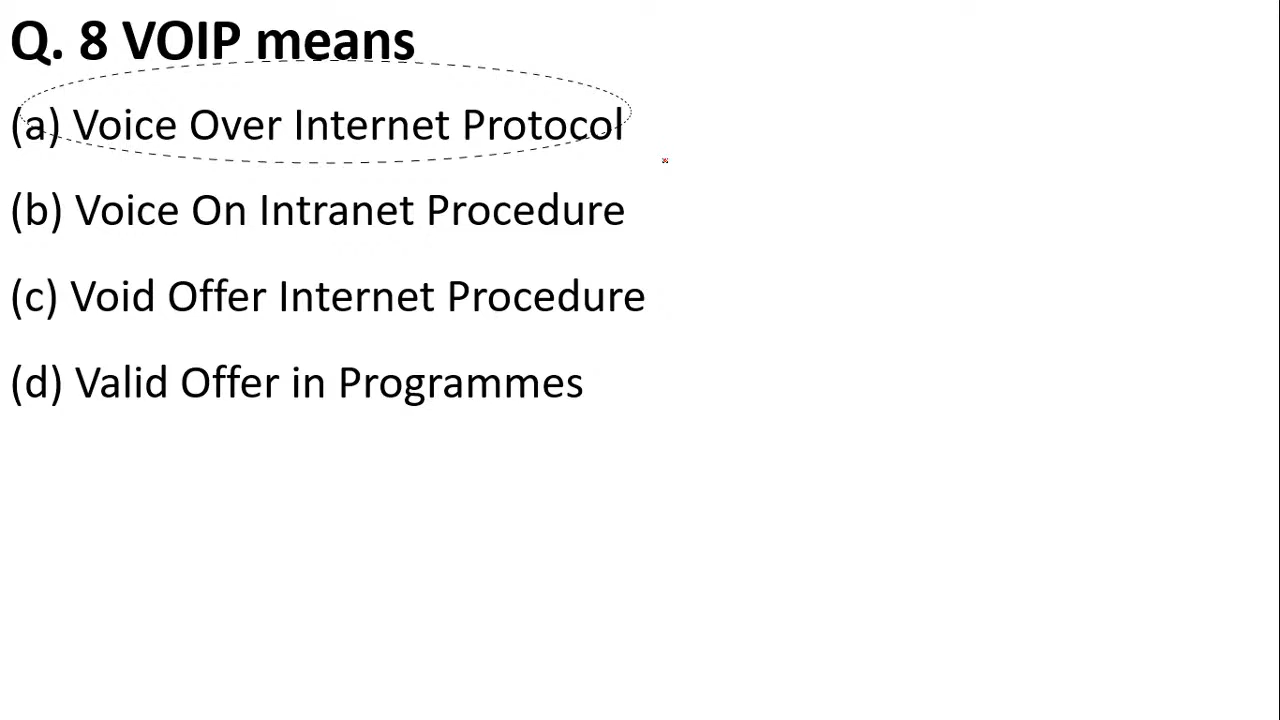 Q. 8 VOIP means
(a) Voice Over Internet Protocol
(b) Voice On Intranet Procedure
(c) Void Offer Internet Procedure
(d) Valid Offer in Programmes